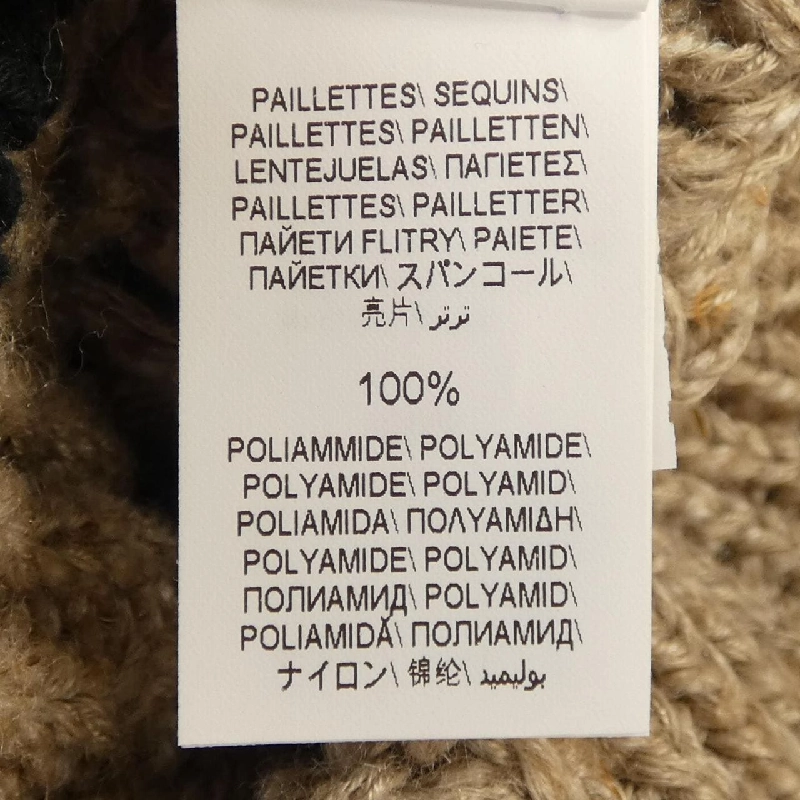 PAILLETTES\ SEQUINS\
PAILLETTES\ PAILLETTEN\
LENTEJUELAS\ ΠΑΓΙΕΤΕΣ\
PAILLETTES\ PAILLETTER\
ПАЙЕТИ FLITRY\ PAIETE\
ПАЙЕТКИ\ スパンコール\
亮片\ ترتر
100%
POLIAMMIDE\ POLYAMIDE\
POLYAMIDE\ POLYAMID\
POLIAMIDA\ ΠΟΛΥΑΜΙΔΗ\
POLYAMIDE\ POLYAMID\
ПОЛИАМИД\ POLYAMID\
POLIAMIDĂ\ ПОЛИАМИД\
ナイロン\ 锦纶\ بوليميد